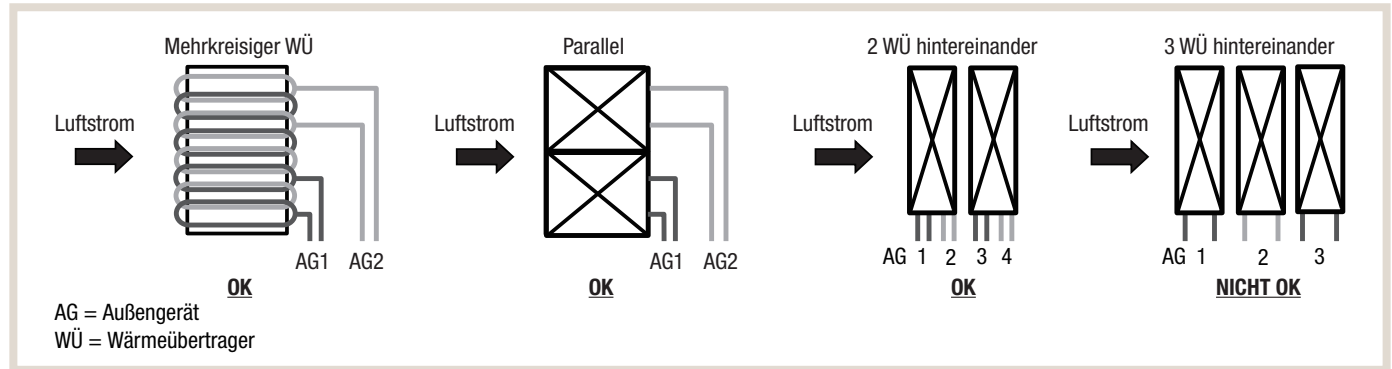 Mehrkreisiger WÜ
Parallel
2 WÜ hintereinander
3 WÜ hintereinander
Luftstrom
Luftstrom
Luftstrom
Luftstrom
AG1 AG2
AG1 AG2
AG 1 2 3 4
AG 1 2 3
OK
OK
OK
NICHT OK
AG = Außengerät
WÜ = Wärmeübertrager